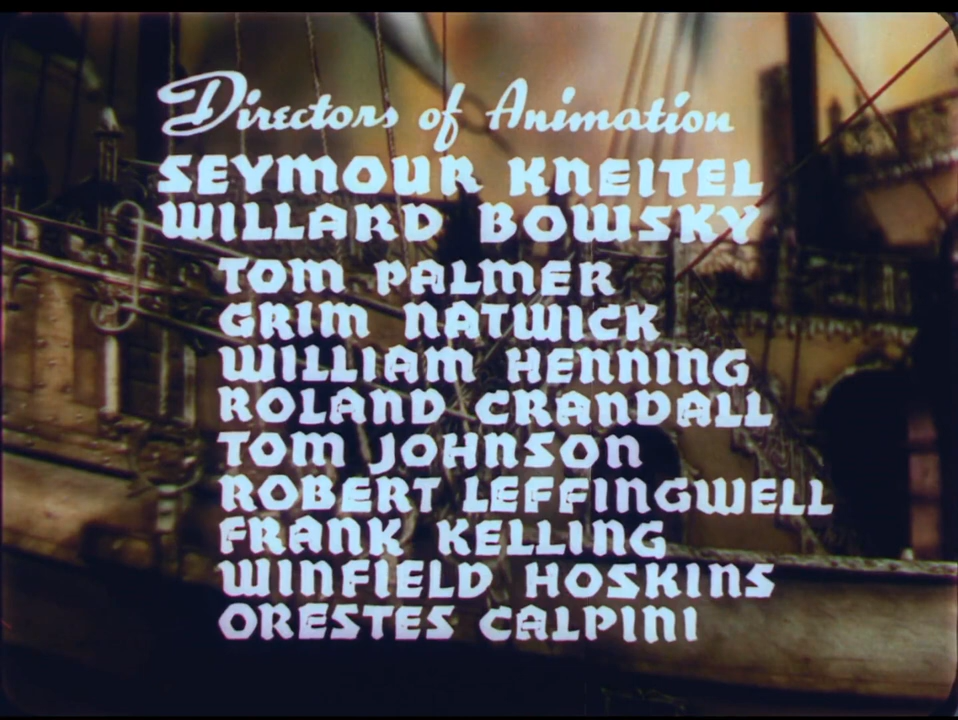 Directors of Animation
SEYMOUR KNEITEL
WILLARD BOWSKY
TOM PALMER
GRIM NATWICK
WILLIAM HENNING
ROLAND CRANDALL
TOM JOHNSON
ROBERT LEFFINGWELL
FRANK KELLING
WINFIELD HOSKINS
ORESTES CALPINI